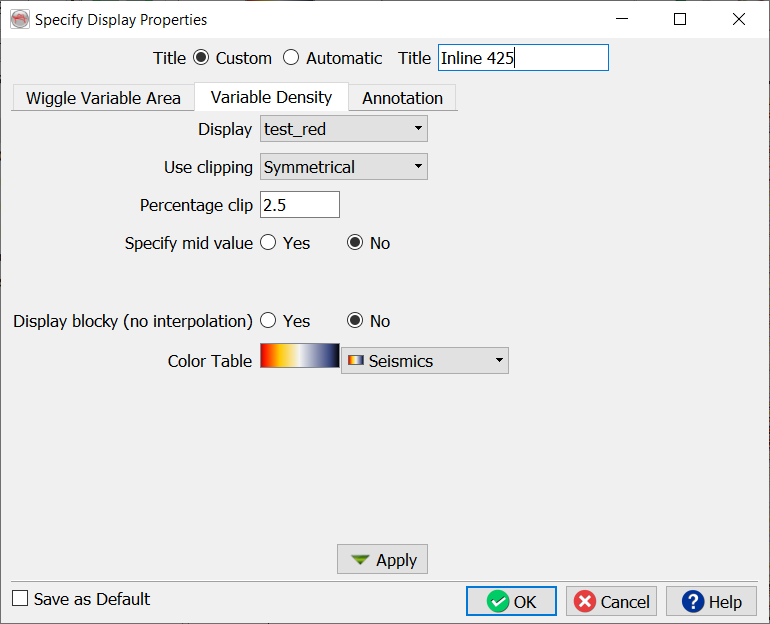 Specify Display Properties
Title Custom Automatic Title Inline 425
Wiggle Variable Area Variable Density Annotation
Display test_red
Use clipping Symmetrical
Percentage clip 2.5
Specify mid value Yes No
Display blocky (no interpolation) Yes No
Color Table Seismics
Apply
Save as Default OK Cancel ? Help